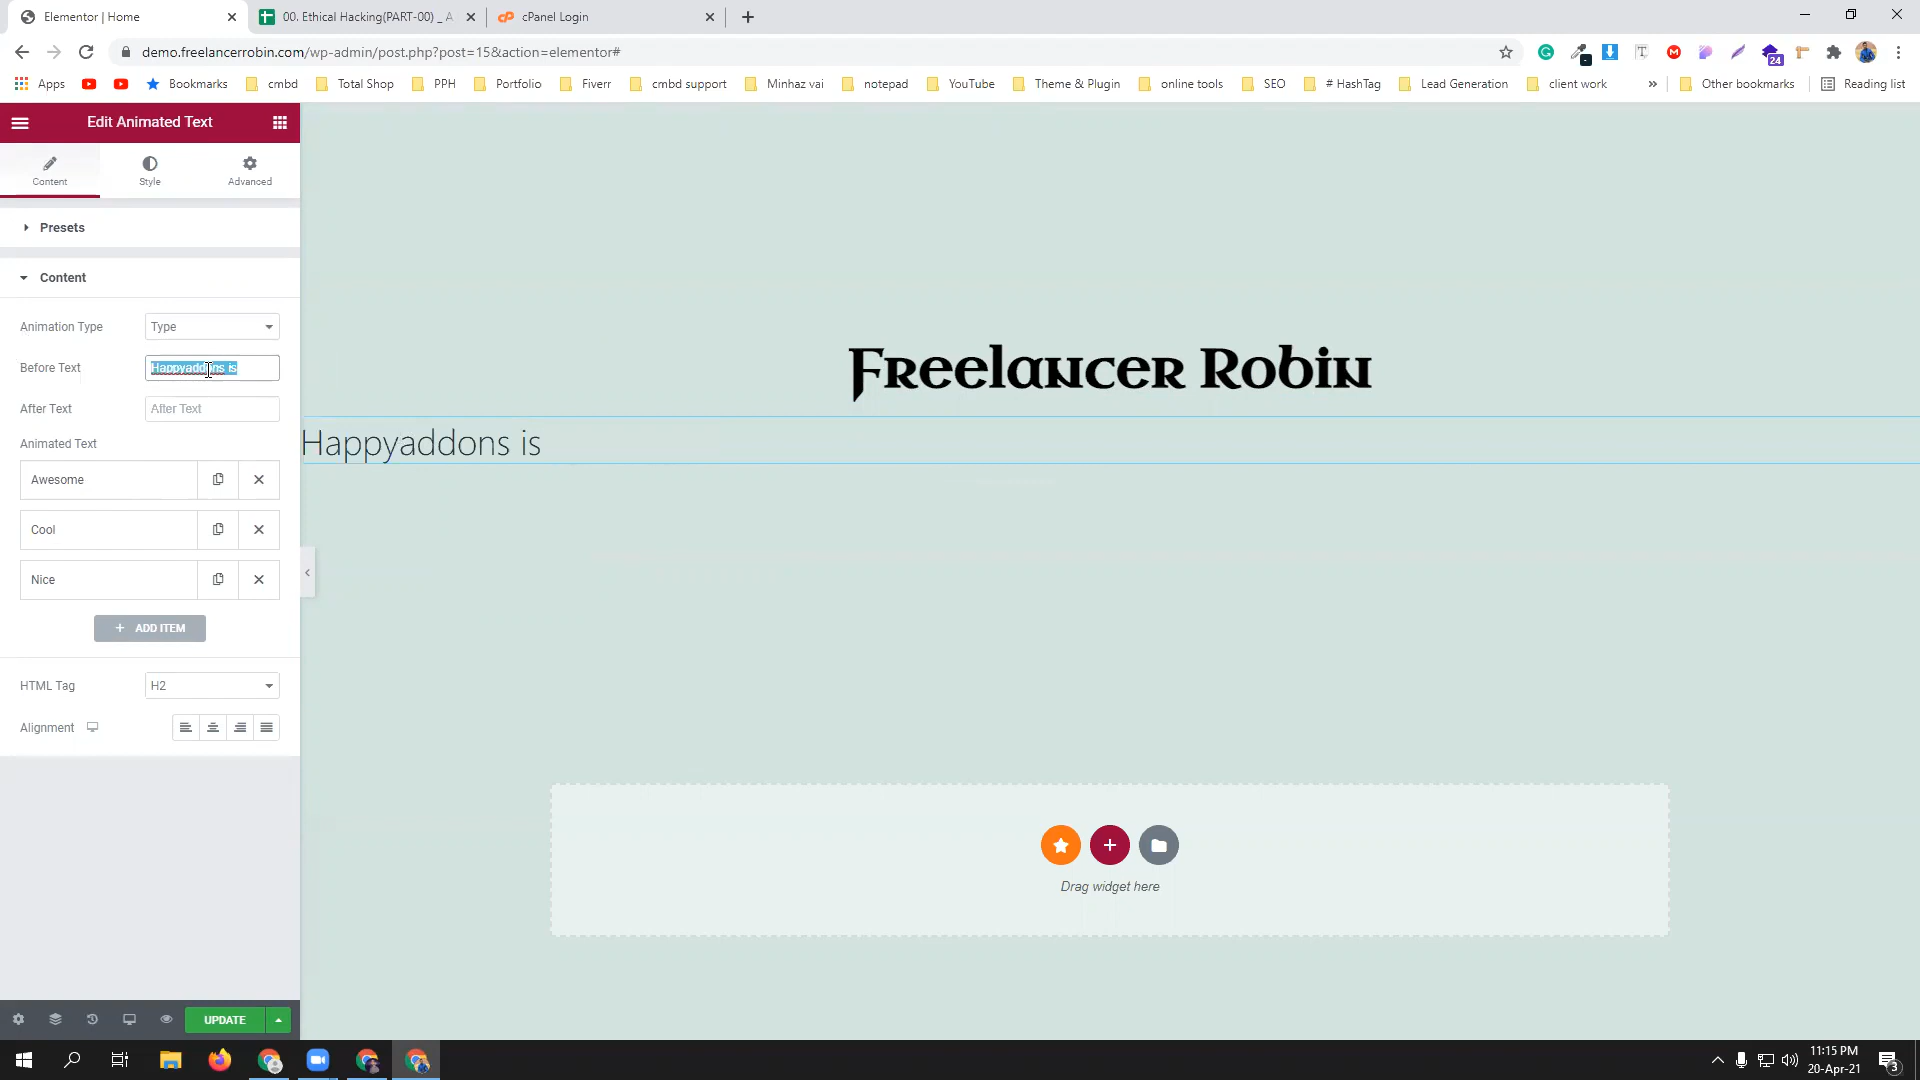 Elementor | Home
00. Ethical Hacking(PART-00) _ A
cPanel Login
demo.freelancerrobin.com/wp-admin/post.php?post=15&action=elementor#
24
Apps
Bookmarks
cmbd
Total Shop
PPH
Portfolio
Fiverr
cmbd support
Minhaz vai
notepad
YouTube
Theme & Plugin
online tools
SEO
# HashTag
Lead Generation
client work
»
Other bookmarks
Reading list
Edit Animated Text
Content
Style
Advanced
Presets
Content
Animation Type
Type
Before Text
Happyaddons is
After Text
After Text
Animated Text
Awesome
Cool
Nice
+ ADD ITEM
HTML Tag
H2
Alignment
UPDATE
Freelancer Robin
Happyaddons is
Drag widget here
11:15 PM
20-Apr-21
3